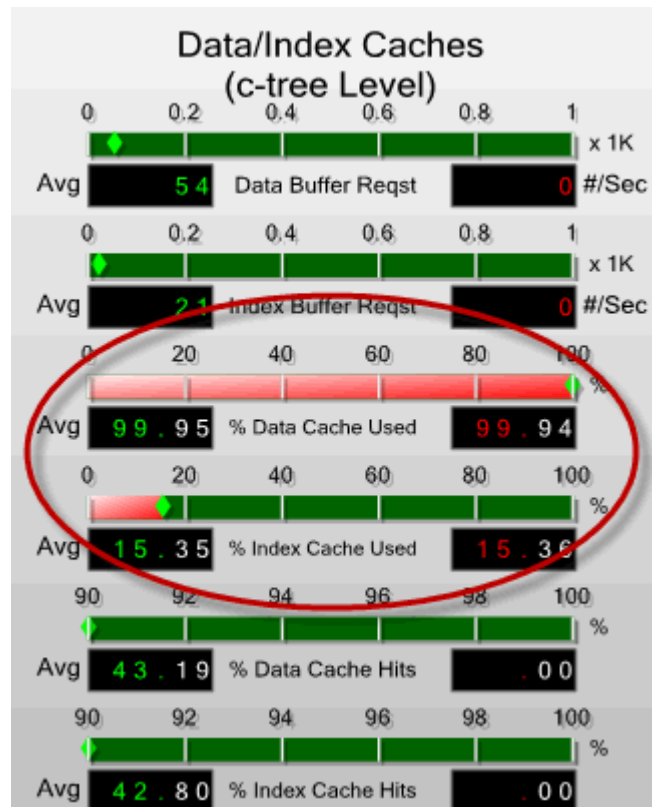 Data/Index Caches
(c-tree Level)
0 0.2 0.4 0.6 0.8 1
x 1K
Avg 54 Data Buffer Reqst 0 #/Sec
0 0.2 0.4 0.6 0.8 1
x 1K
Avg 21 Index Buffer Reqst 0 #/Sec
0 20 40 60 80 100
%
Avg 99.95 % Data Cache Used 99.94
0 20 40 60 80 100
%
Avg 15.35 % Index Cache Used 15.36
90 92 94 96 98 100
%
Avg 43.19 % Data Cache Hits .00
90 92 94 96 98 100
%
Avg 42.80 % Index Cache Hits .00